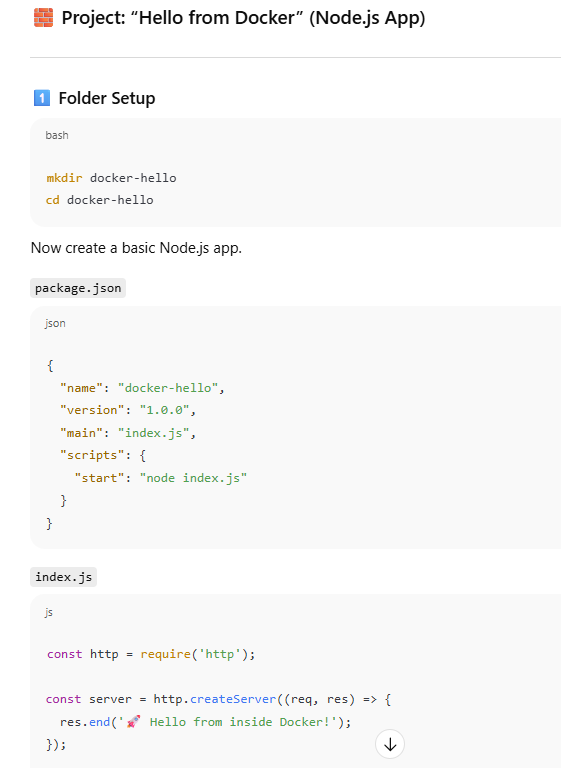 🧱 Project: “Hello from Docker” (Node.js App)
1️⃣ Folder Setup
bash
mkdir docker-hello
cd docker-hello
Now create a basic Node.js app.
package.json
json
{
  "name": "docker-hello",
  "version": "1.0.0",
  "main": "index.js",
  "scripts": {
    "start": "node index.js"
  }
}
index.js
js
const http = require('http');
const server = http.createServer((req, res) => {
  res.end('🚀 Hello from inside Docker!');
});